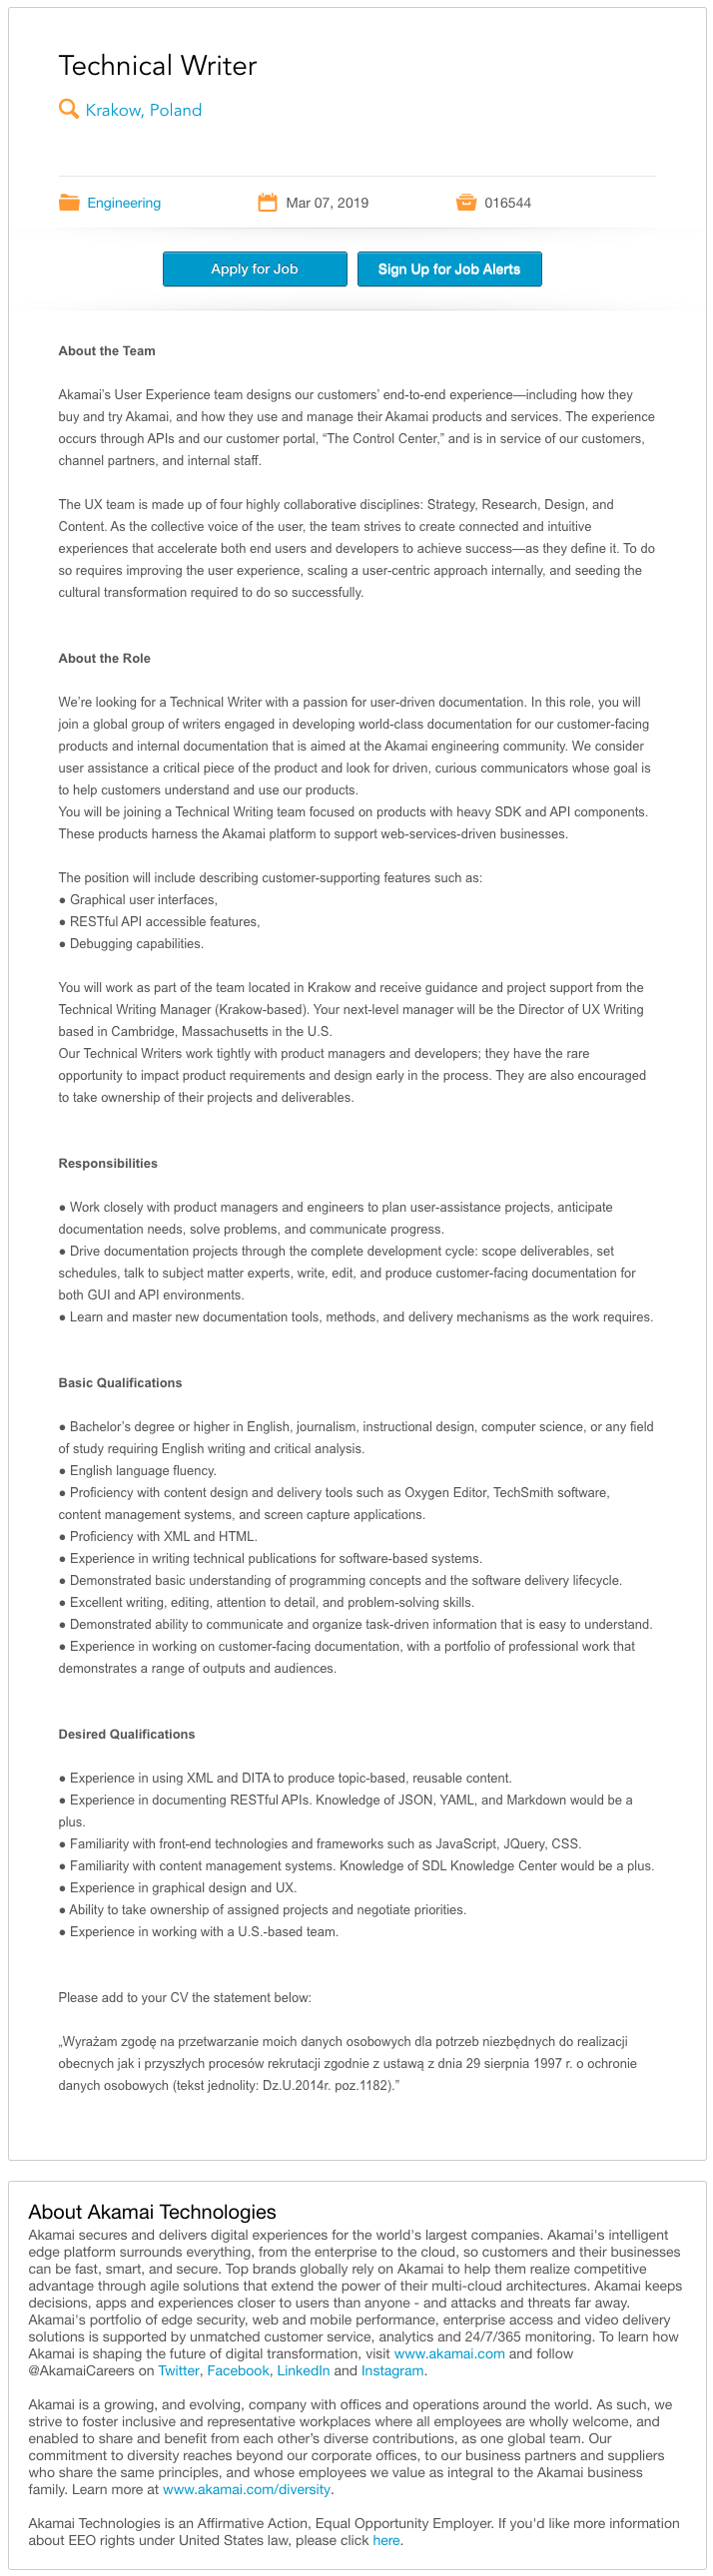 Technical Writer
Krakow, Poland
Engineering
Mar 07, 2019
016544
Apply for Job
Sign Up for Job Alerts
About the Team
Akamai’s User Experience team designs our customers’ end-to-end experience—including how they
buy and try Akamai, and how they use and manage their Akamai products and services. The experience
occurs through APIs and our customer portal, “The Control Center,” and is in service of our customers,
channel partners, and internal staff.
The UX team is made up of four highly collaborative disciplines: Strategy, Research, Design, and
Content. As the collective voice of the user, the team strives to create connected and intuitive
experiences that accelerate both end users and developers to achieve success—as they define it. To do
so requires improving the user experience, scaling a user-centric approach internally, and seeding the
cultural transformation required to do so successfully.
About the Role
We’re looking for a Technical Writer with a passion for user-driven documentation. In this role, you will
join a global group of writers engaged in developing world-class documentation for our customer-facing
products and internal documentation that is aimed at the Akamai engineering community. We consider
user assistance a critical piece of the product and look for driven, curious communicators whose goal is
to help customers understand and use our products.
You will be joining a Technical Writing team focused on products with heavy SDK and API components.
These products harness the Akamai platform to support web-services-driven businesses.
The position will include describing customer-supporting features such as:
● Graphical user interfaces,
● RESTful API accessible features,
● Debugging capabilities.
You will work as part of the team located in Krakow and receive guidance and project support from the
Technical Writing Manager (Krakow-based). Your next-level manager will be the Director of UX Writing
based in Cambridge, Massachusetts in the U.S.
Our Technical Writers work tightly with product managers and developers; they have the rare
opportunity to impact product requirements and design early in the process. They are also encouraged
to take ownership of their projects and deliverables.
Responsibilities
● Work closely with product managers and engineers to plan user-assistance projects, anticipate
documentation needs, solve problems, and communicate progress.
● Drive documentation projects through the complete development cycle: scope deliverables, set
schedules, talk to subject matter experts, write, edit, and produce customer-facing documentation for
both GUI and API environments.
● Learn and master new documentation tools, methods, and delivery mechanisms as the work requires.
Basic Qualifications
● Bachelor’s degree or higher in English, journalism, instructional design, computer science, or any field
of study requiring English writing and critical analysis.
● English language fluency.
● Proficiency with content design and delivery tools such as Oxygen Editor, TechSmith software,
content management systems, and screen capture applications.
● Proficiency with XML and HTML.
● Experience in writing technical publications for software-based systems.
● Demonstrated basic understanding of programming concepts and the software delivery lifecycle.
● Excellent writing, editing, attention to detail, and problem-solving skills.
● Demonstrated ability to communicate and organize task-driven information that is easy to understand.
● Experience in working on customer-facing documentation, with a portfolio of professional work that
demonstrates a range of outputs and audiences.
Desired Qualifications
● Experience in using XML and DITA to produce topic-based, reusable content.
● Experience in documenting RESTful APIs. Knowledge of JSON, YAML, and Markdown would be a
plus.
● Familiarity with front-end technologies and frameworks such as JavaScript, JQuery, CSS.
● Familiarity with content management systems. Knowledge of SDL Knowledge Center would be a plus.
● Experience in graphical design and UX.
● Ability to take ownership of assigned projects and negotiate priorities.
● Experience in working with a U.S.-based team.
Please add to your CV the statement below:
„Wyrażam zgodę na przetwarzanie moich danych osobowych dla potrzeb niezbędnych do realizacji
obecnych jak i przyszłych procesów rekrutacji zgodnie z ustawą z dnia 29 sierpnia 1997 r. o ochronie
danych osobowych (tekst jednolity: Dz.U.2014r. poz.1182).”
About Akamai Technologies
Akamai secures and delivers digital experiences for the world's largest companies. Akamai's intelligent
edge platform surrounds everything, from the enterprise to the cloud, so customers and their businesses
can be fast, smart, and secure. Top brands globally rely on Akamai to help them realize competitive
advantage through agile solutions that extend the power of their multi-cloud architectures. Akamai keeps
decisions, apps and experiences closer to users than anyone - and attacks and threats far away.
Akamai's portfolio of edge security, web and mobile performance, enterprise access and video delivery
solutions is supported by unmatched customer service, analytics and 24/7/365 monitoring. To learn how
Akamai is shaping the future of digital transformation, visit www.akamai.com and follow
@AkamaiCareers on Twitter, Facebook, LinkedIn and Instagram.
Akamai is a growing, and evolving, company with offices and operations around the world. As such, we
strive to foster inclusive and representative workplaces where all employees are wholly welcome, and
enabled to share and benefit from each other’s diverse contributions, as one global team. Our
commitment to diversity reaches beyond our corporate offices, to our business partners and suppliers
who share the same principles, and whose employees we value as integral to the Akamai business
family. Learn more at www.akamai.com/diversity.
Akamai Technologies is an Affirmative Action, Equal Opportunity Employer. If you'd like more information
about EEO rights under United States law, please click here.